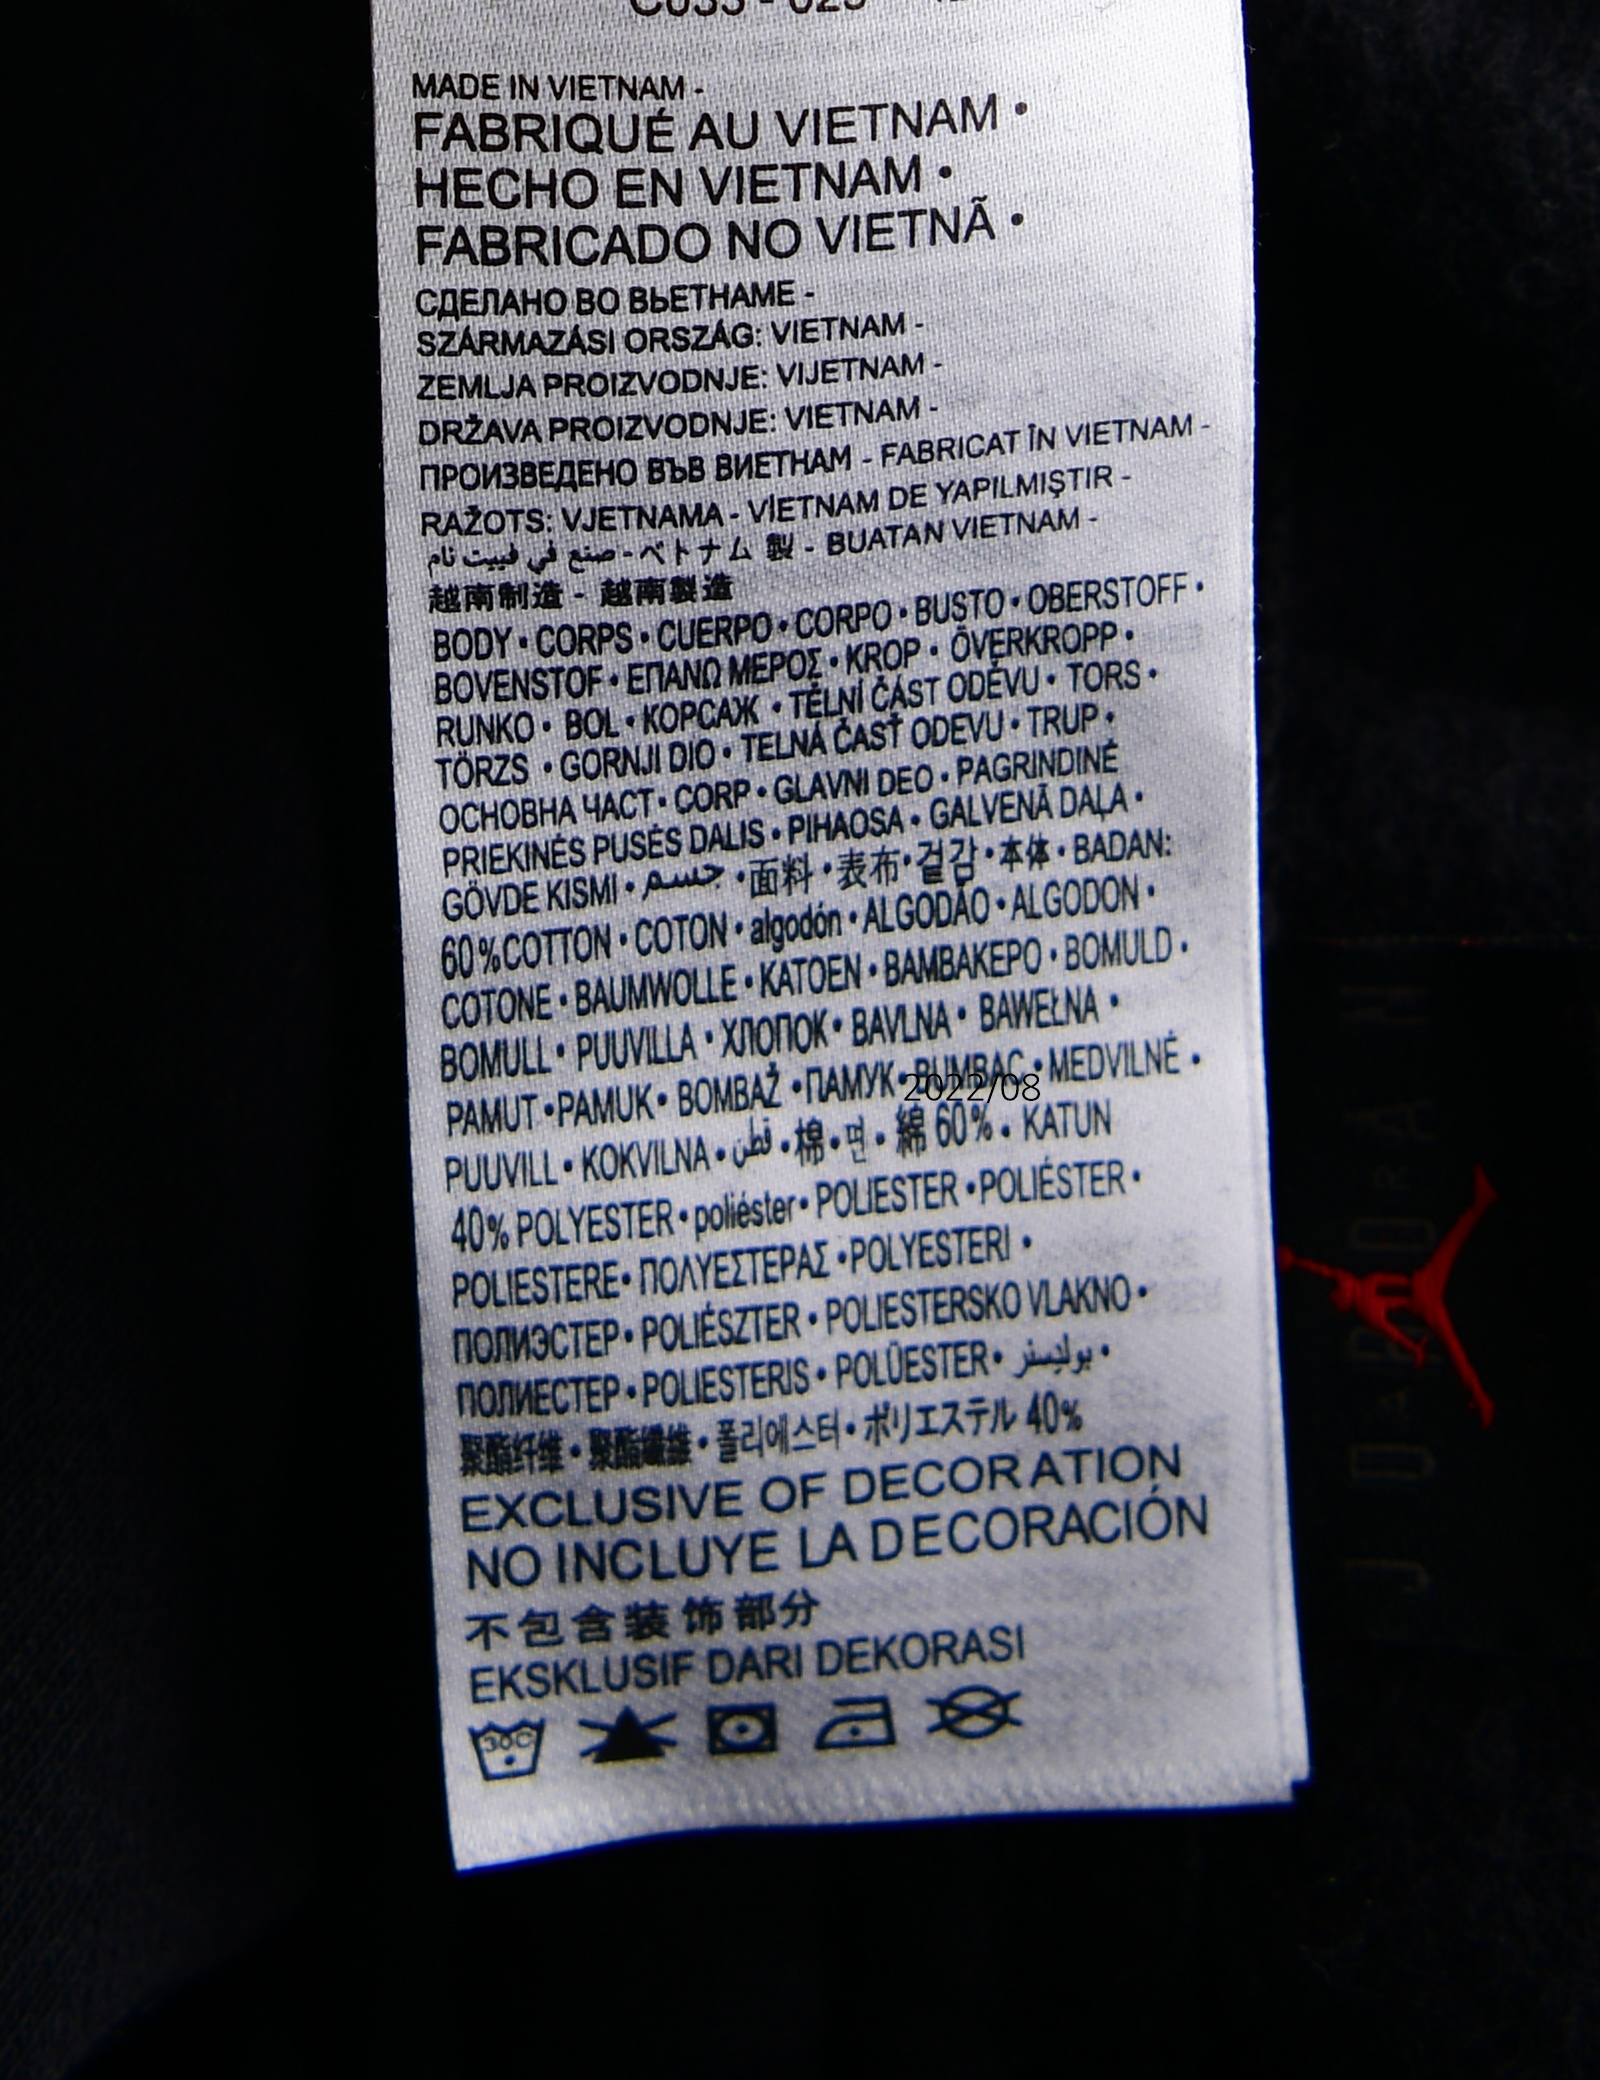 MADE IN VIETNAM -
FABRIQUÉ AU VIETNAM •
HECHO EN VIETNAM •
FABRICADO NO VIETNÃ •
СДЕЛАНО ВО ВЬЕТНАМЕ -
SZÁRMAZÁSI ORSZÁG: VIETNAM -
ZEMLJA PROIZVODNJE: VIJETNAM -
DRŽAVA PROIZVODNJE: VIETNAM -
ПРОИЗВЕДЕНО ВЪВ ВИЕТНАМ - FABRICAT ÎN VIETNAM -
RAŽOTS: VJETNAMA - VIETNAM DE YAPILMIŞTIR -
صنع في فييت نام - ベトナム 製 - BUATAN VIETNAM -
越南制造 - 越南製造
BODY • CORPS • CUERPO • CORPO • BUSTO • OBERSTOFF •
BOVENSTOF • ΕΠΑΝΩ ΜΕΡΟΣ • KROP • ÖVERKROPP •
RUNKO • BOL • КОРСАЖ • TĚLNÍ ČÁST ODĚVU • TORS •
TÖRZS • GORNJI DIO • TELNÁ ČASŤ ODEVU • TRUP •
ОСНОВНА ЧАСТ • CORP • GLAVNI DEO • PAGRINDINĖ
PRIEKINĖS PUSĖS DALIS • PIHAOSA • GALVENĀ DAĻA •
GÖVDE KISMI • جسم • 面料 • 表布 • 겉감 • 本体 • BADAN:
60%COTTON • COTON • algodón • ALGODÃO • ALGODON •
COTONE • BAUMWOLLE • KATOEN • BAMBAKEPO • BOMULD •
BOMULL • PUUVILLA • ХЛОПОК • BAVLNA • BAWEŁNA •
PAMUT • PAMUK • BOMBAŽ • ПАМУК • BUMBAC • MEDVILNĖ •
2022/08
PUUVILL • KOKVILNA • قطن • 棉 • 면 • 綿 60% • KATUN
40% POLYESTER • poliéster • POLIESTER • POLIÉSTER •
POLIESTERE • ΠΟΛΥΕΣΤΕΡΑΣ • POLYESTERI •
ПОЛИЭСТЕР • POLIÉSZTER • POLIESTERSKO VLAKNO •
ПОЛИЕСТЕР • POLIESTERIS • POLÜESTER • بوليستر •
聚酯纤维 • 聚酯纖維 • 폴리에스터 • ポリエステル 40%
EXCLUSIVE OF DECORATION
NO INCLUYE LA DECORACIÓN
不包含装饰部分
EKSKLUSIF DARI DEKORASI
30C
JORDAN